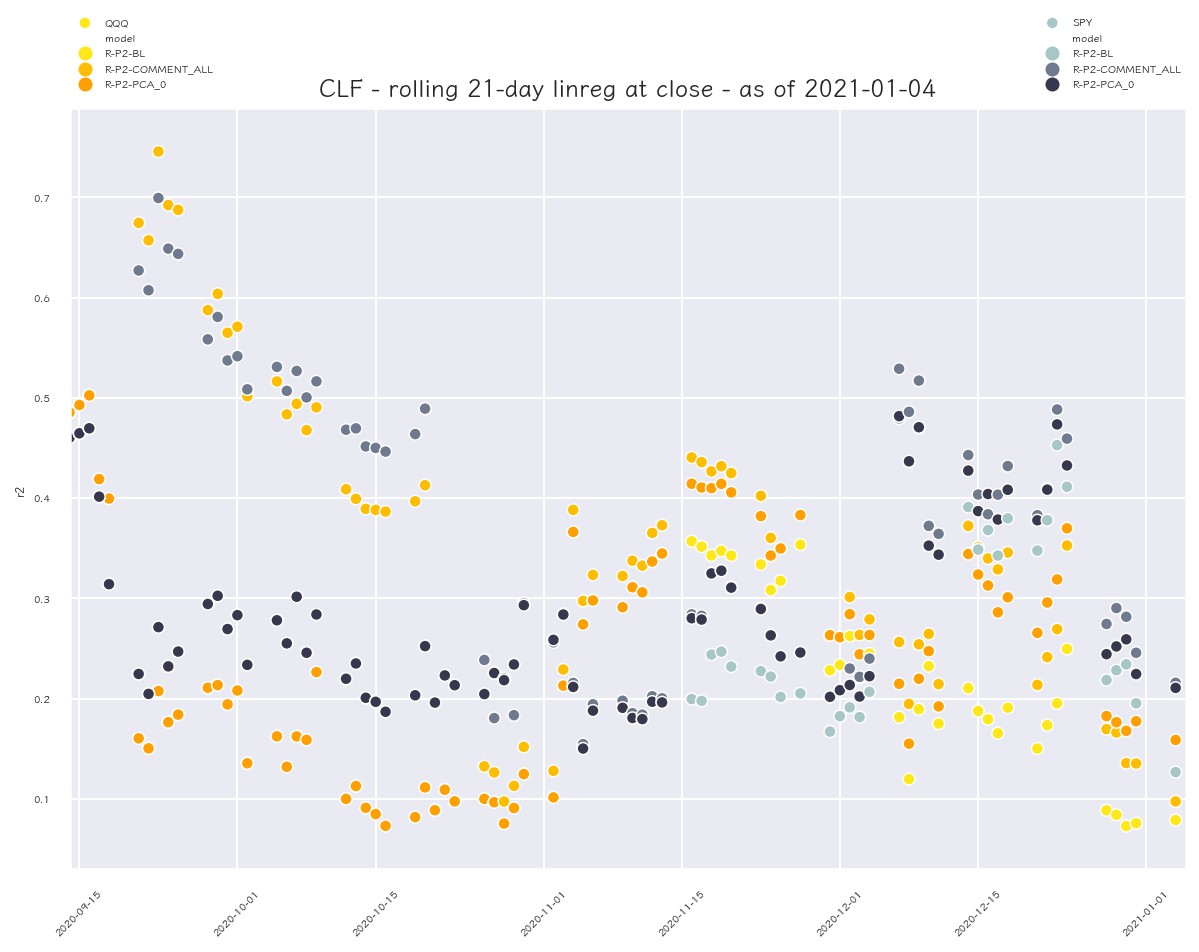 QQQ
model
R-P2-BL
R-P2-COMMENT_ALL
R-P2-PCA_0
SPY
model
R-P2-BL
R-P2-COMMENT_ALL
R-P2-PCA_0
CLF - rolling 21-day linreg at close - as of 2021-01-04
r2
0.7
0.6
0.5
0.4
0.3
0.2
0.1
2020-09-15
2020-10-01
2020-10-15
2020-11-01
2020-11-15
2020-12-01
2020-12-15
2021-01-01